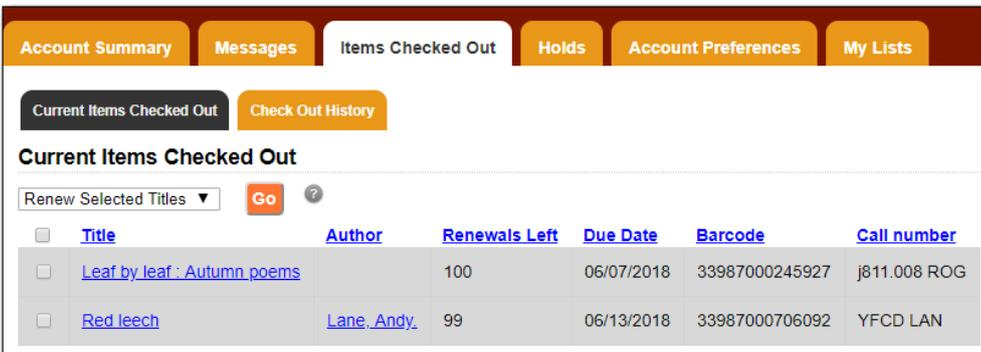 Account Summary Messages Items Checked Out Holds Account Preferences My Lists
Current Items Checked Out Check Out History
Current Items Checked Out
Renew Selected Titles ▼ Go ?
Title Author Renewals Left Due Date Barcode Call number
Leaf by leaf : Autumn poems 100 06/07/2018 33987000245927 j811.008 ROG
Red leech Lane, Andy. 99 06/13/2018 33987000706092 YFCD LAN